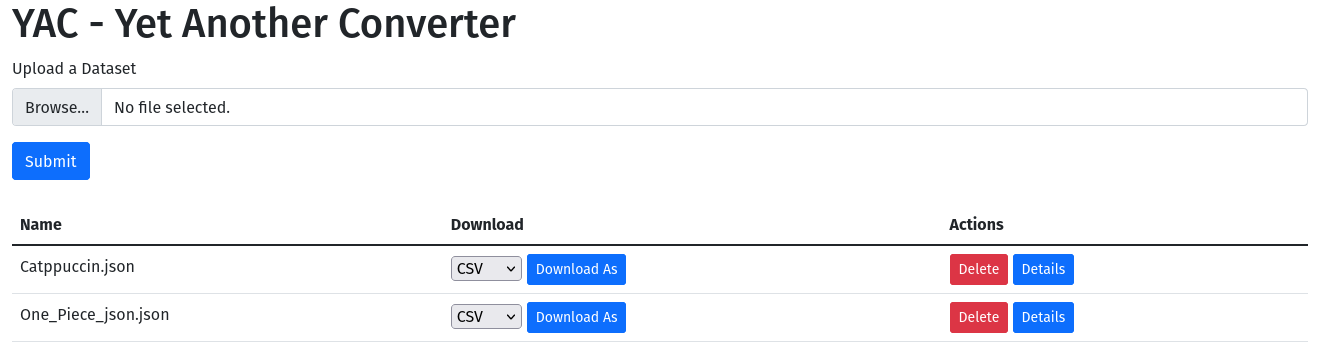 YAC - Yet Another Converter
Upload a Dataset
Browse... No file selected.
Submit
Name Download Actions
Catppuccin.json CSV Download As Delete Details
One_Piece_json.json CSV Download As Delete Details